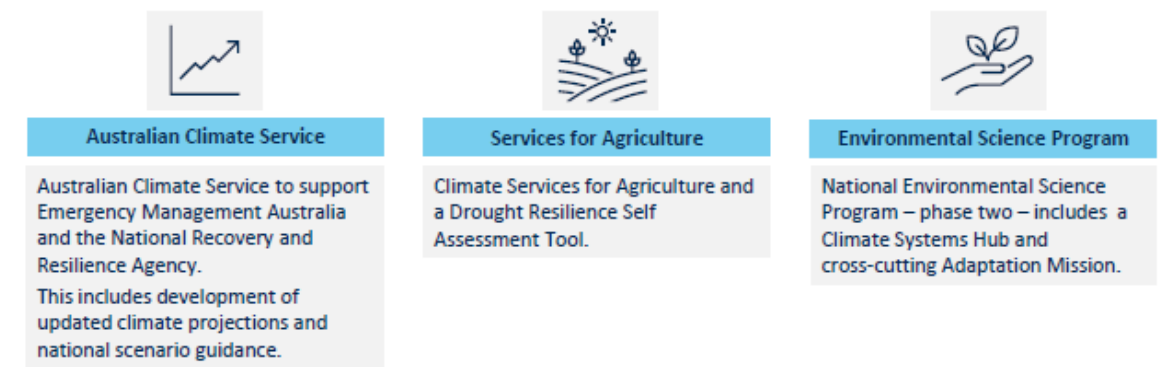 Australian Climate Service
Australian Climate Service to support
Emergency Management Australia
and the National Recovery and
Resilience Agency.
This includes development of
updated climate projections and
national scenario guidance.
Services for Agriculture
Climate Services for Agriculture and
a Drought Resilience Self
Assessment Tool.
Environmental Science Program
National Environmental Science
Program – phase two – includes a
Climate Systems Hub and
cross-cutting Adaptation Mission.